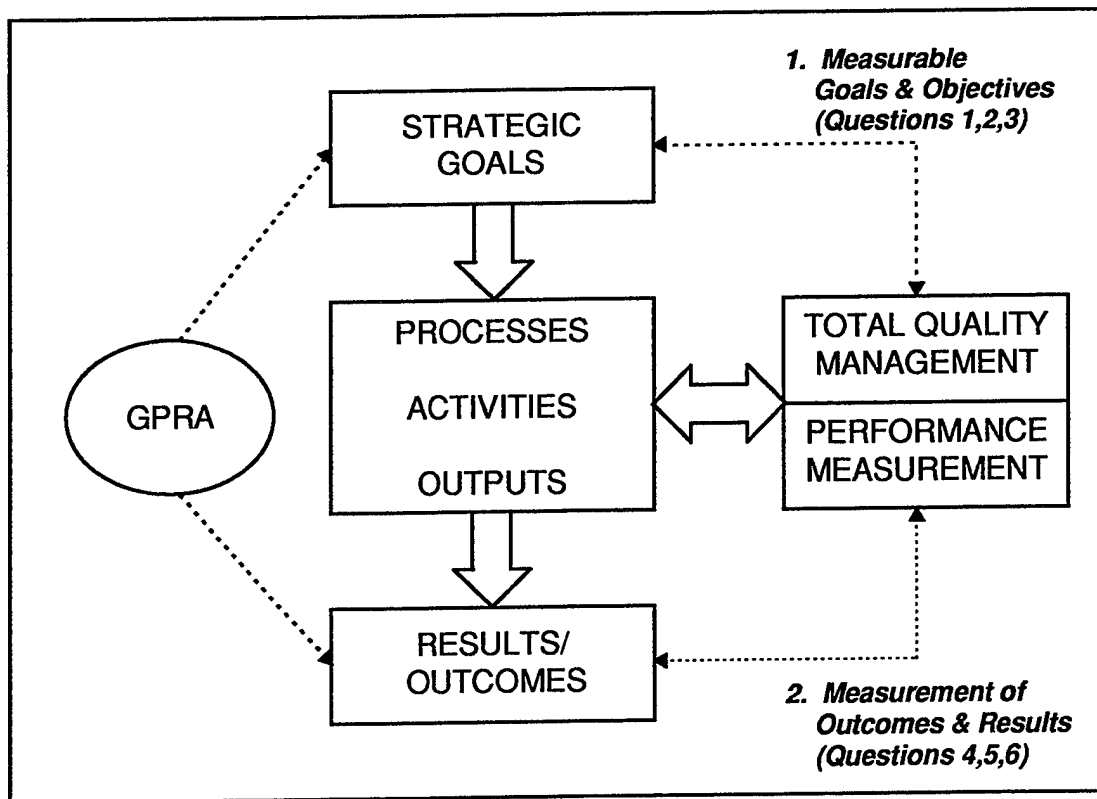 1. Measurable
Goals & Objectives
(Questions 1,2,3)
STRATEGIC
GOALS
PROCESSES
ACTIVITIES
OUTPUTS
GPRA
TOTAL QUALITY
MANAGEMENT
PERFORMANCE
MEASUREMENT
RESULTS/
OUTCOMES
2. Measurement of
Outcomes & Results
(Questions 4,5,6)